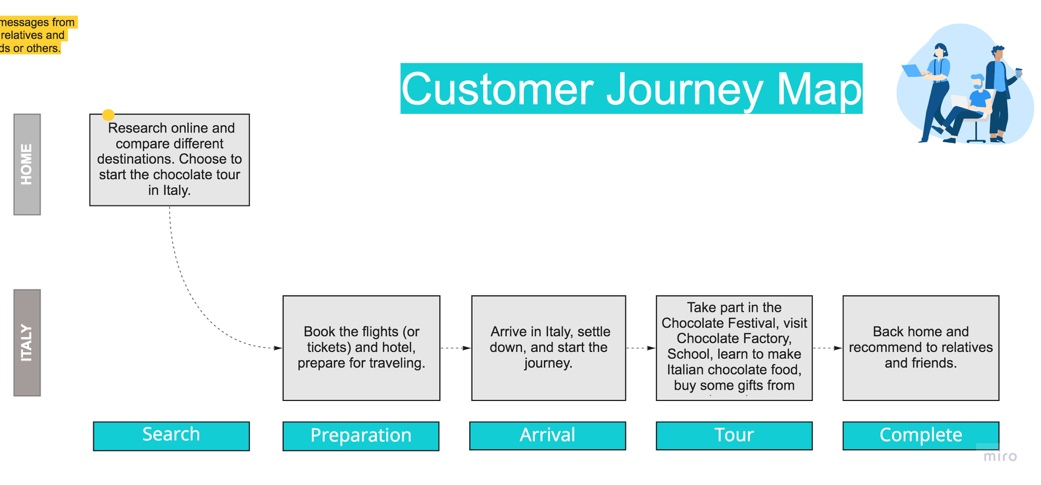 messages from
relatives and
ds or others.
Customer Journey Map
HOME
Research online and
compare different
destinations. Choose to
start the chocolate tour
in Italy.
ITALY
Book the flights (or
tickets) and hotel,
prepare for traveling.
Arrive in Italy, settle
down, and start the
journey.
Take part in the
Chocolate Festival, visit
Chocolate Factory,
School, learn to make
Italian chocolate food,
buy some gifts from
Back home and
recommend to relatives
and friends.
Search
Preparation
Arrival
Tour
Complete
miro